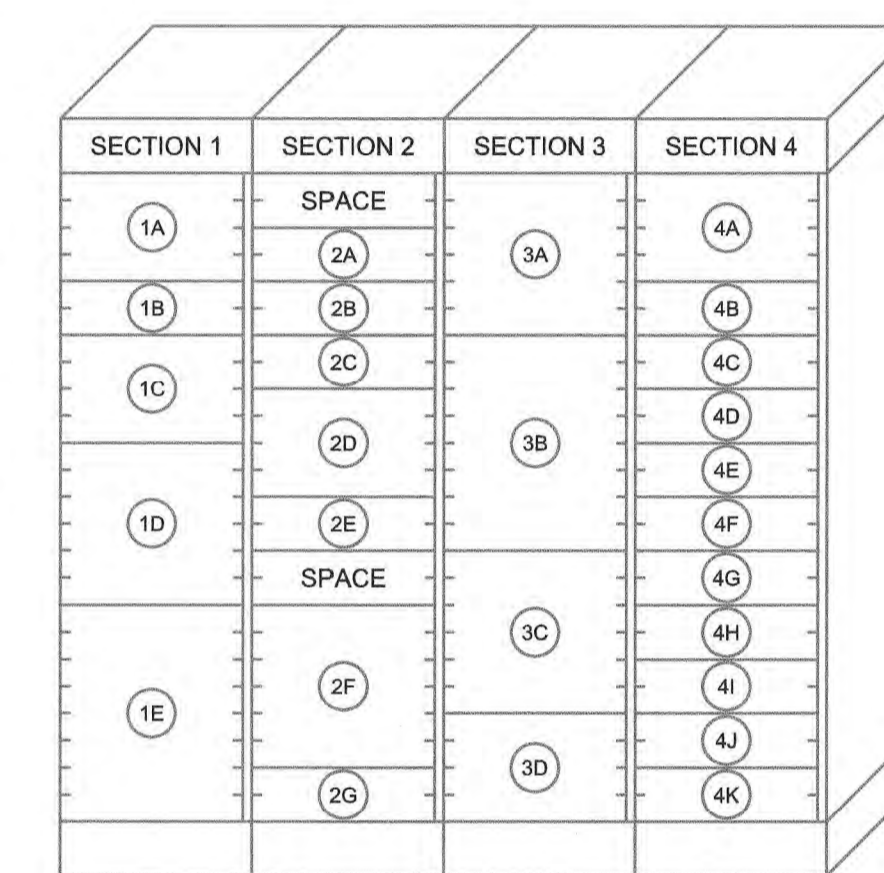 SECTION 1
SECTION 2
SECTION 3
SECTION 4
1A
1B
1C
1D
1E
SPACE
2A
2B
2C
2D
2E
SPACE
2F
2G
3A
3B
3C
3D
4A
4B
4C
4D
4E
4F
4G
4H
4I
4J
4K